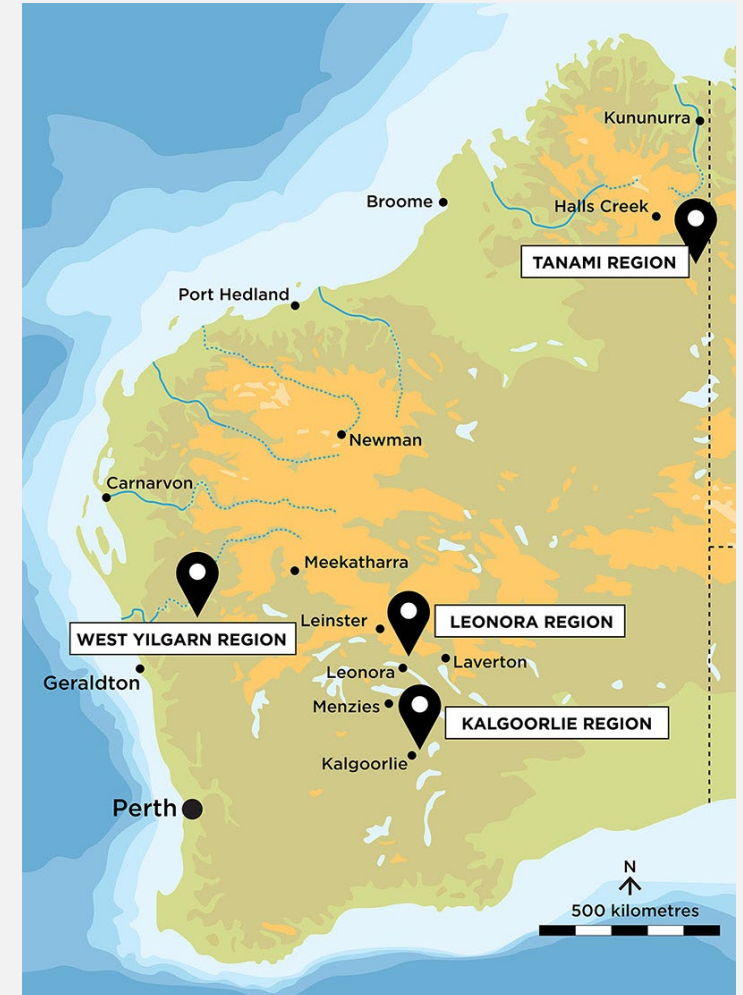 Kununurra
Broome
Halls Creek
TANAMI REGION
Port Hedland
Newman
Carnarvon
Meekatharra
Leinster
LEONORA REGION
WEST YILGARN REGION
Leonora
Laverton
Geraldton
Menzies
KALGOORLIE REGION
Kalgoorlie
Perth
N
500 kilometres